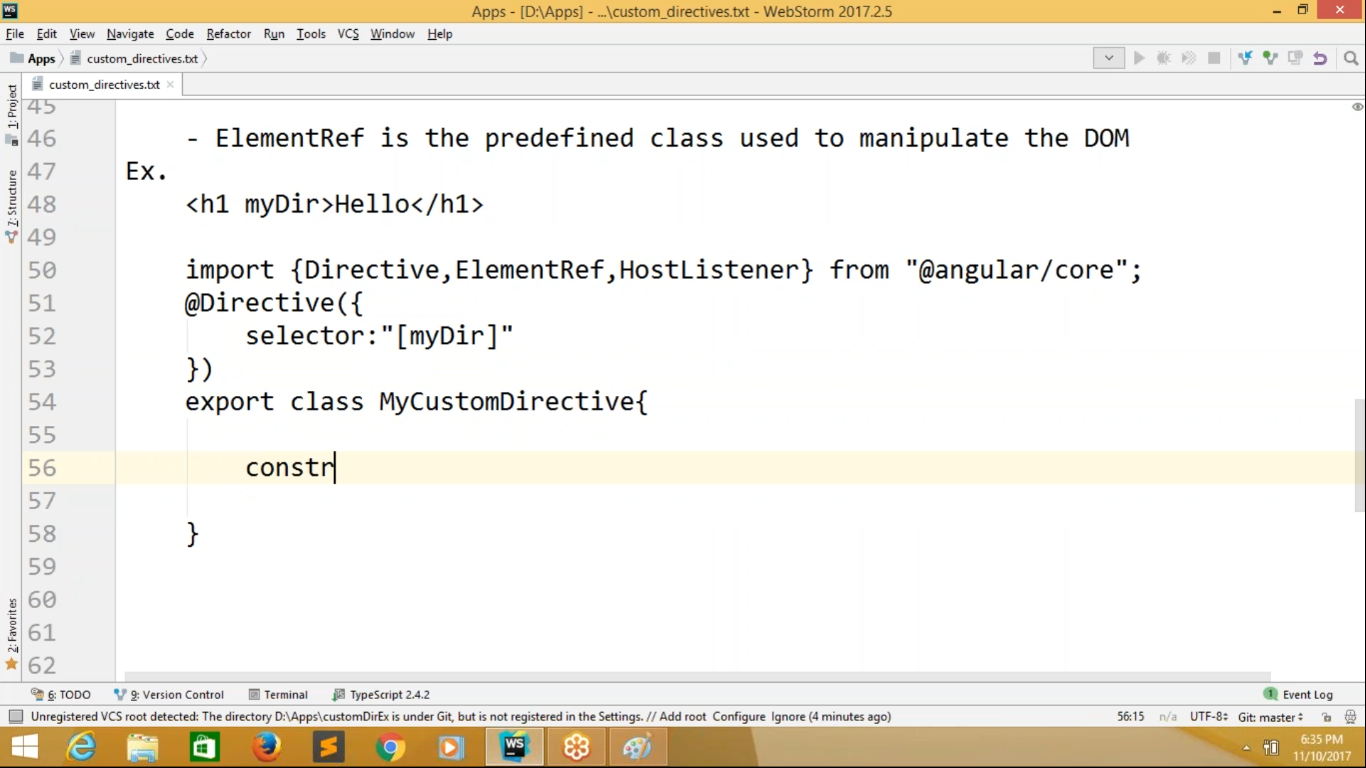 Apps - [D:\Apps] - ...\custom_directives.txt - WebStorm 2017.2.5
File Edit View Navigate Code Refactor Run Tools VCS Window Help
Apps custom_directives.txt
custom_directives.txt
1: Project
7: Structure
2: Favorites
45
46 - ElementRef is the predefined class used to manipulate the DOM
47 Ex.
48 <h1 myDir>Hello</h1>
49
50 import {Directive,ElementRef,HostListener} from "@angular/core";
51 @Directive({
52 selector:"[myDir]"
53 })
54 export class MyCustomDirective{
55
56 constr
57
58 }
59
60
61
62
6: TODO 9: Version Control Terminal TypeScript 2.4.2 1 Event Log
Unregistered VCS root detected: The directory D:\Apps\customDirEx is under Git, but is not registered in the Settings. // Add root Configure Ignore (4 minutes ago) 56:15 n/a UTF-8 Git: master
WS
6:35 PM
11/10/2017